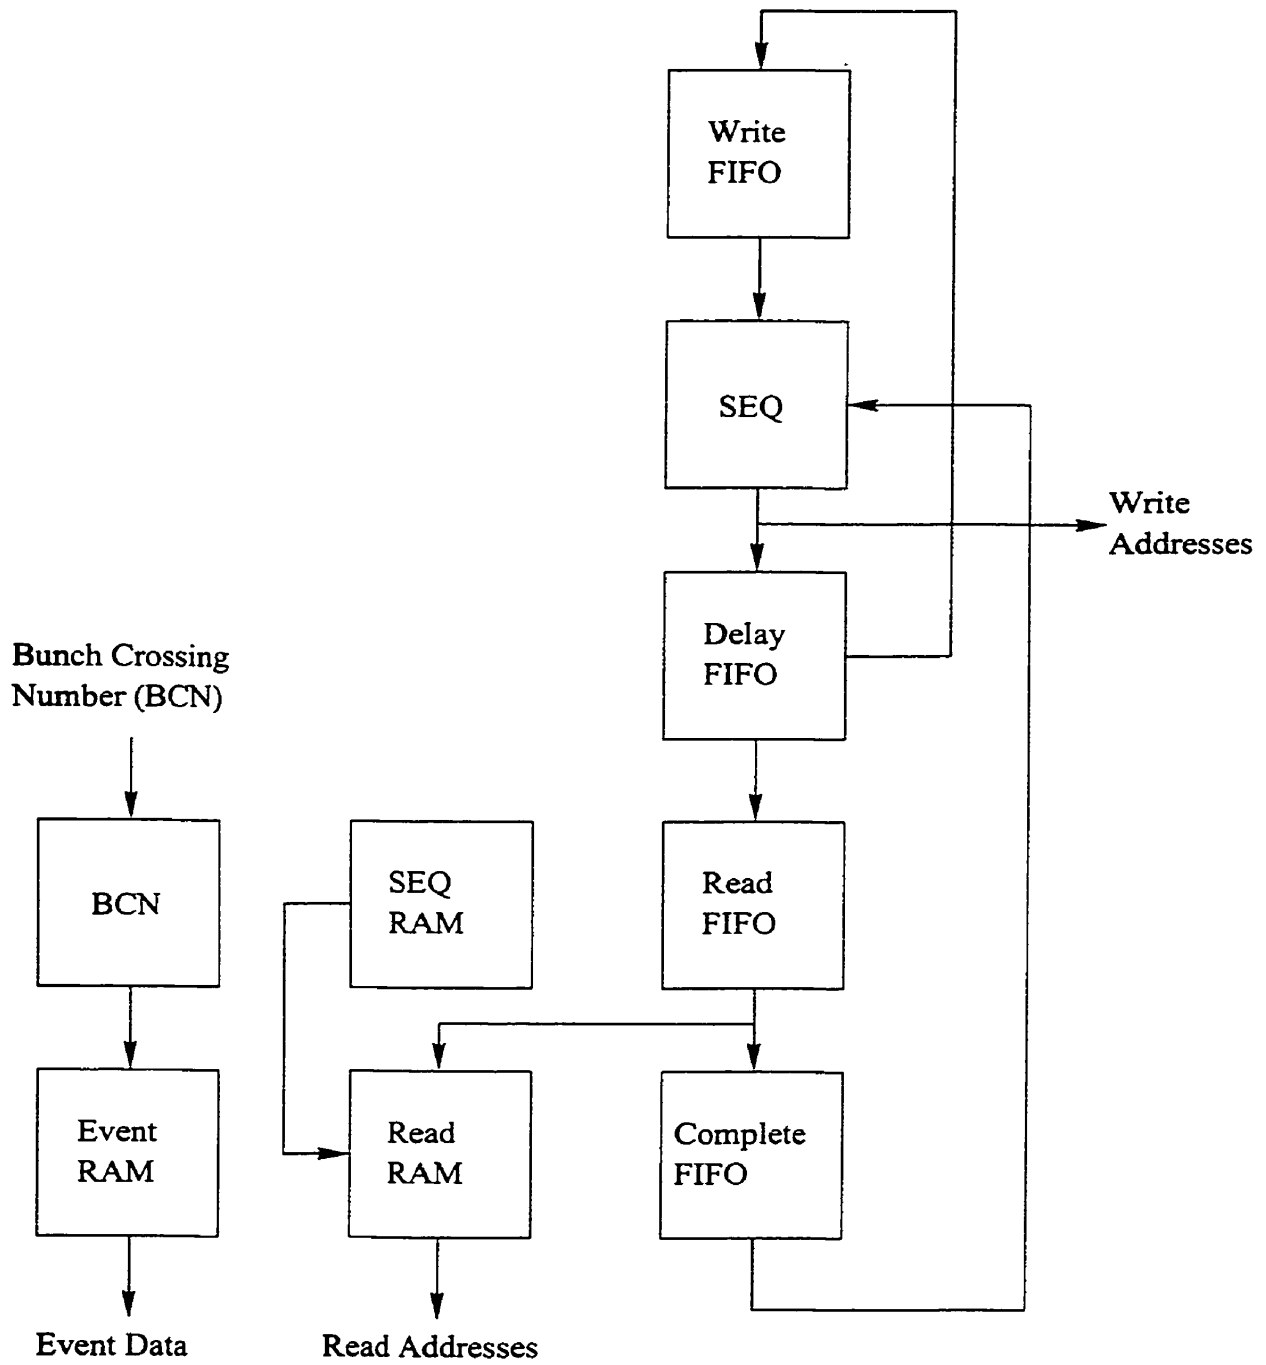 Write
FIFO
SEQ
Write
Addresses
Delay
FIFO
Bunch Crossing
Number (BCN)
BCN
SEQ
RAM
Read
FIFO
Event
RAM
Read
RAM
Complete
FIFO
Event Data
Read Addresses